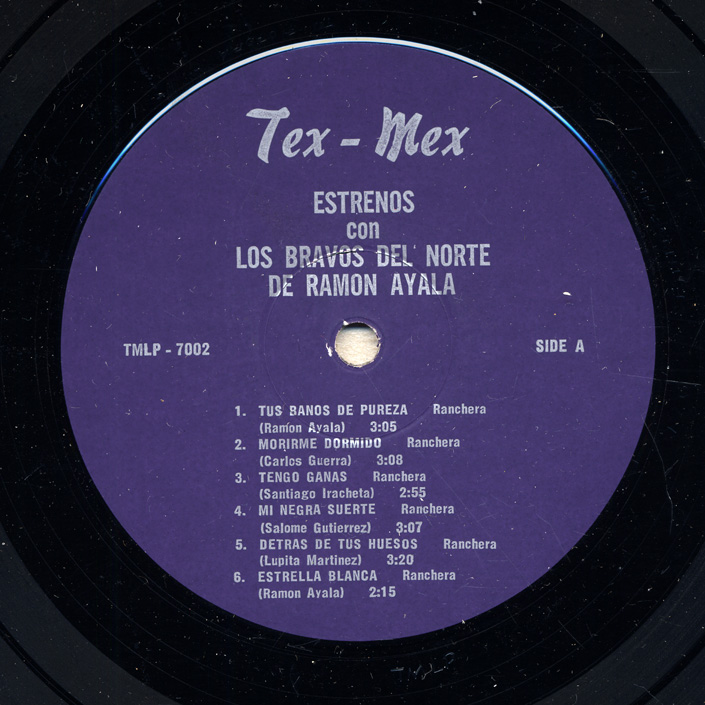 Tex - Mex
ESTRENOS
con
LOS BRAVOS DEL NORTE
DE RAMON AYALA
TMLP - 7002
SIDE A
1. TUS BANOS DE PUREZA Ranchera
(Ramon Ayala) 3:05
2. MORIRME DORMIDO Ranchera
(Carlos Guerra) 3:08
3. TENGO GANAS Ranchera
(Santiago Iracheta) 2:55
4. MI NEGRA SUERTE Ranchera
(Salome Gutierrez) 3:07
5. DETRAS DE TUS HUESOS Ranchera
(Lupita Martinez) 3:20
6. ESTRELLA BLANCA Ranchera
(Ramon Ayala) 2:15